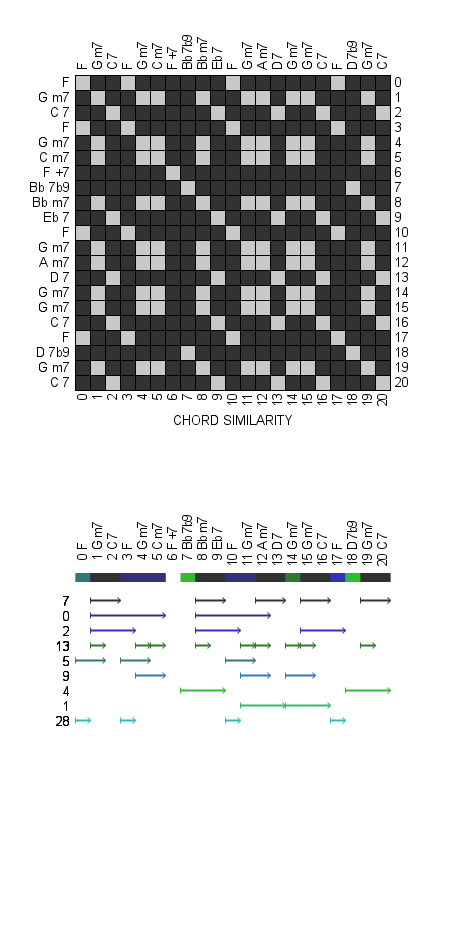 F G m7 C 7 F G m7 C m7 F +7 Bb 7b9 Bb m7 Eb 7 F G m7 A m7 D 7 G m7 G m7 C 7 F D 7b9 G m7 C 7
F 0
G m7 1
C 7 2
F 3
G m7 4
C m7 5
F +7 6
Bb 7b9 7
Bb m7 8
Eb 7 9
F 10
G m7 11
A m7 12
D 7 13
G m7 14
G m7 15
C 7 16
F 17
D 7b9 18
G m7 19
C 7 20
0 1 2 3 4 5 6 7 8 9 10 11 12 13 14 15 16 17 18 19 20
CHORD SIMILARITY
0 F 1 G m7 2 C 7 3 F 4 G m7 5 C m7 6 F +7 7 Bb 7b9 8 Bb m7 9 Eb 7 10 F 11 G m7 12 A m7 13 D 7 14 G m7 15 G m7 16 C 7 17 F 18 D 7b9 19 G m7 20 C 7
7
0
2
13
5
9
4
1
28